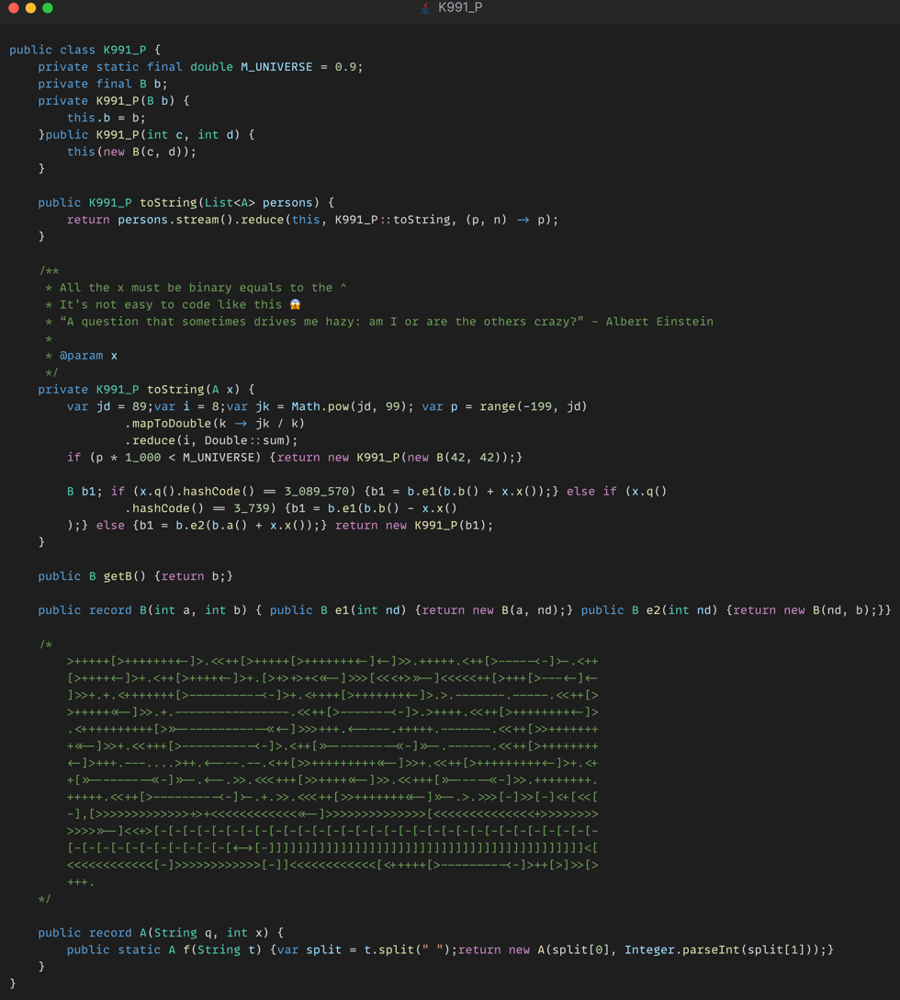 K991_P
public class K991_P {
private static final double M_UNIVERSE = 0.9;
private final B b;
private K991_P(B b) {
this.b = b;
}public K991_P(int c, int d) {
this(new B(c, d));
}
public K991_P toString(List<A> persons) {
return persons.stream().reduce(this, K991_P::toString, (p, n) -> p);
}
/**
* All the x must be binary equals to the ^
* It's not easy to code like this 😱
* “A question that sometimes drives me hazy: am I or are the others crazy?” - Albert Einstein
*
* @param x
*/
private K991_P toString(A x) {
var jd = 89;var i = 8;var jk = Math.pow(jd, 99); var p = range(-199, jd)
.mapToDouble(k -> jk / k)
.reduce(i, Double::sum);
if (p * 1_000 < M_UNIVERSE) {return new K991_P(new B(42, 42));}
B b1; if (x.q().hashCode() == 3_089_570) {b1 = b.e1(b.b() + x.x());} else if (x.q()
.hashCode() == 3_739) {b1 = b.e1(b.b() - x.x()
);} else {b1 = b.e2(b.a() + x.x());} return new K991_P(b1);
}
public B getB() {return b;}
public record B(int a, int b) { public B e1(int nd) {return new B(a, nd);} public B e2(int nd) {return new B(nd, b);}}
/*
>+++++[>+++++++<-]>.<<++[>+++++[>+++++++<-]<-]>>.+++++.<++[>-----<-]>-.<++
[>++++<-]>+.<++[>++++<-]>+.[>+>+>+<<<-]>>>[<<<+>>>-]<<<<<++[>+++[>---<-]<-
]>>+.+.<+++++++[>----------<-]>+.<++++[>+++++++<-]>.>.-------.-----.<<++[>
>+++++<<-]>>.+.----------------.<<++[>-------<-]>.>++++.<<++[>++++++++<-]>
.<++++++++++[>>-------------<<-]>>>+++.<-----.+++++.-------.<<++[>>+++++++
+<<-]>>+.<<+++[>----------<-]>.<++[>>--------<<-]>>-.------.<<++[>++++++++
<-]>+++.---....>++.<----.--.<++[>>+++++++++<<-]>>+.<<++[>+++++++++<-]>+.<+
+[>>-------<<-]>>-.<--.>>.<<<+++[>>++++<<-]>>.<<+++[>>----<<-]>>.++++++++.
+++++.<<++[>---------<-]>-.+.>>.<<<++[>>+++++++<<-]>>-.>.>>>[-]>>[-]<+[<<[
-],[>>>>>>>>>>>>>+>+<<<<<<<<<<<<<<-]>>>>>>>>>>>>>>[<<<<<<<<<<<<<<+>>>>>>>>
>>>>>>-]<<+>[-[-[-[-[-[-[-[-[-[-[-[-[-[-[-[-[-[-[-[-[-[-[-[-[-[-[-[-[-[-[-
[-[-[-[-[-[-[-[-[-[-[-[<->[-]]]]]]]]]]]]]]]]]]]]]]]]]]]]]]]]]]]]]]]]]]]]<[
<<<<<<<<<<<<[-]>>>>>>>>>>>>[-]]<<<<<<<<<<<<[<+++++[>---------<-]>++[>]>>[>
+++.
*/
public record A(String q, int x) {
public static A f(String t) {var split = t.split(" ");return new A(split[0], Integer.parseInt(split[1]));}
}
}